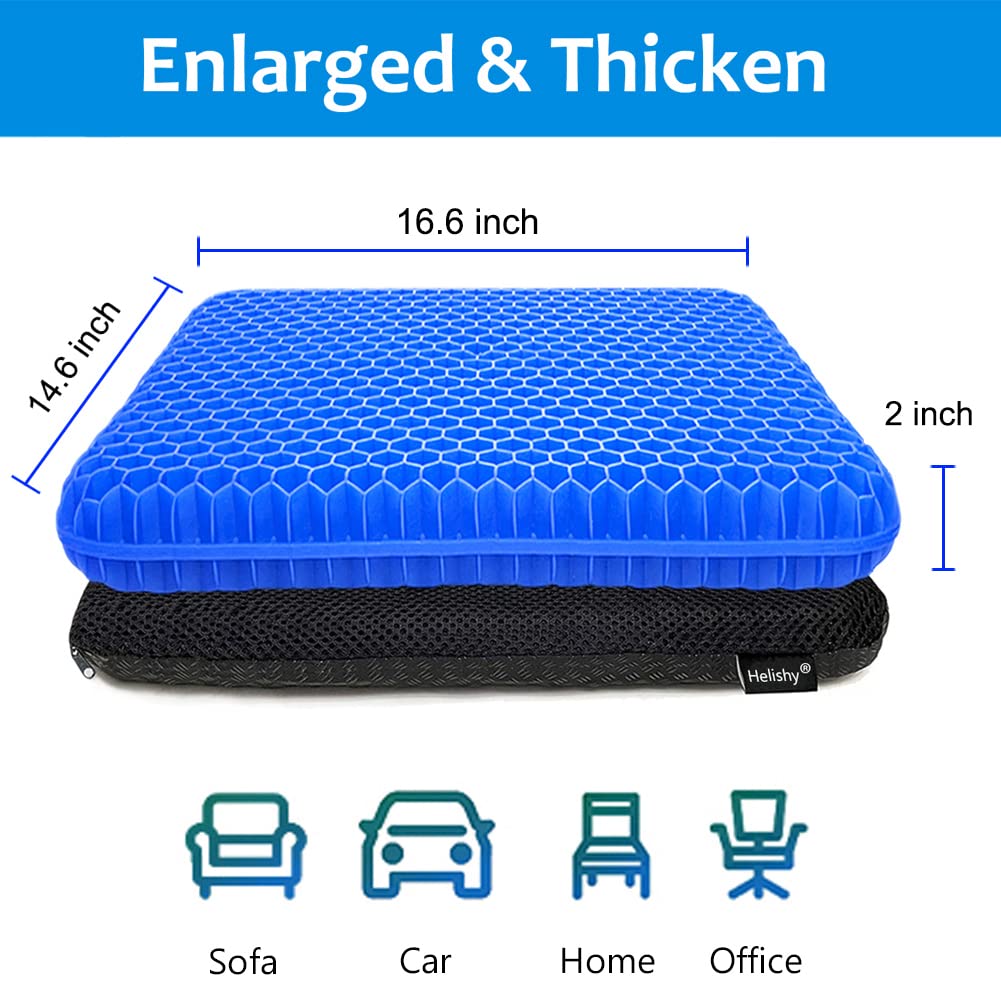 Enlarged & Thicken
16.6 inch
14.6 inch
2 inch
Helishy®
Sofa
Car
Home
Office